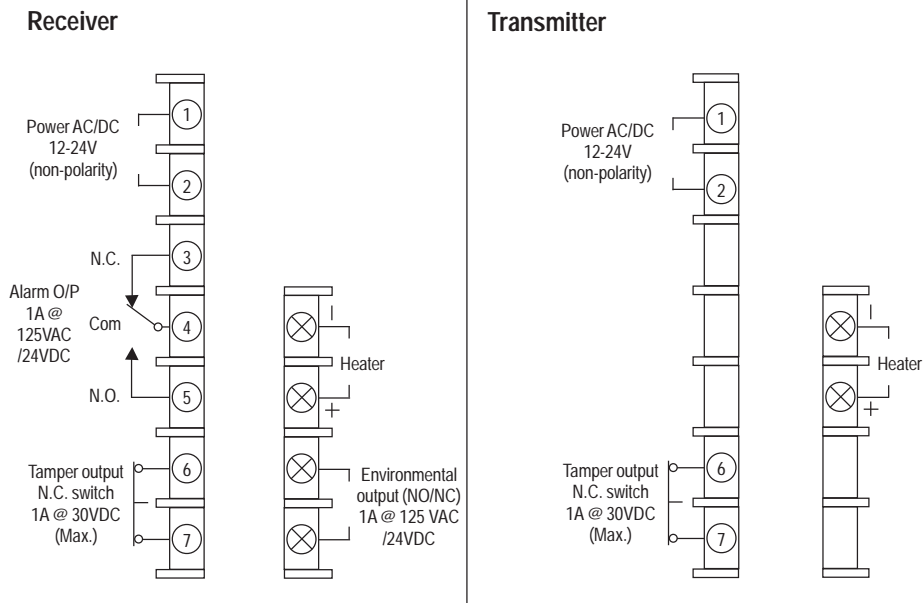 Receiver
Power AC/DC
12-24V
(non-polarity)
1
2
3
4
5
6
7
N.C.
Alarm O/P
1A @
125VAC
/24VDC
Com
N.O.
Tamper output
N.C. switch
1A @ 30VDC
(Max.)
Heater
+
Environmental
output (NO/NC)
1A @ 125 VAC
/24VDC
Transmitter
Power AC/DC
12-24V
(non-polarity)
1
2
Tamper output
N.C. switch
1A @ 30VDC
(Max.)
6
7
Heater
+